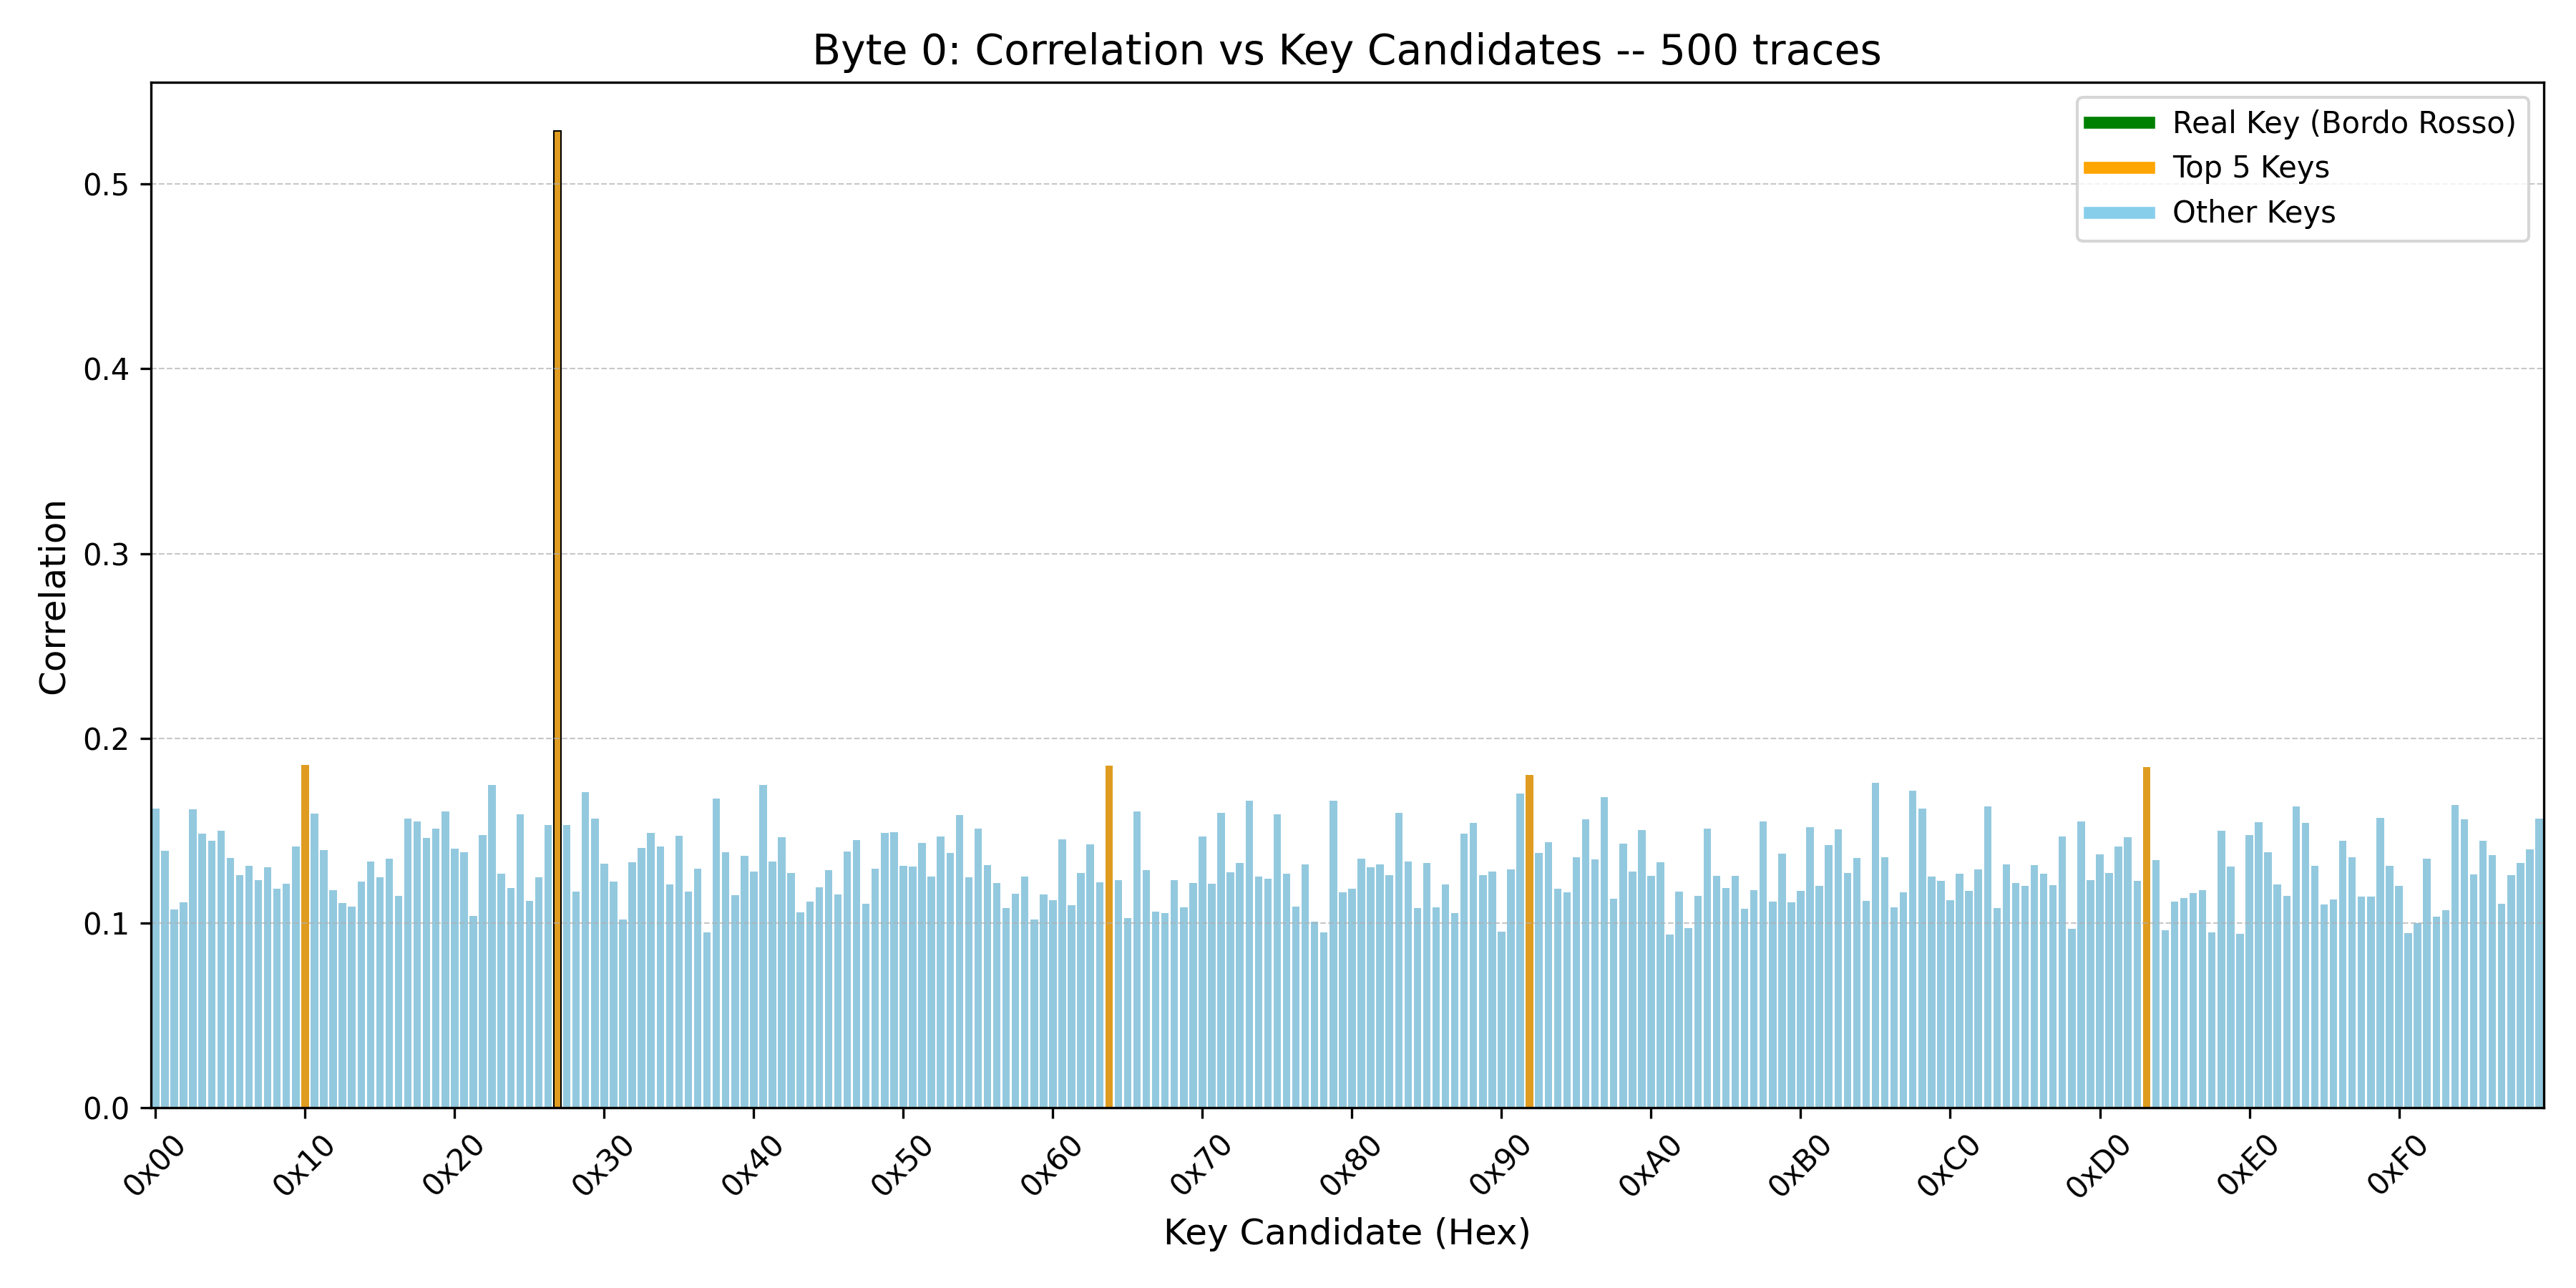 Byte 0: Correlation vs Key Candidates -- 500 traces
Real Key (Bordo Rosso)
Top 5 Keys
Other Keys
Correlation
0.5
0.4
0.3
0.2
0.1
0.0
0x00 0x10 0x20 0x30 0x40 0x50 0x60 0x70 0x80 0x90 0xA0 0xB0 0xC0 0xD0 0xE0 0xF0
Key Candidate (Hex)